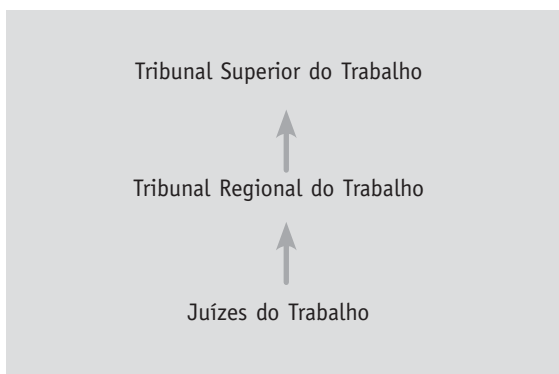 Tribunal Superior do Trabalho
Tribunal Regional do Trabalho
Juízes do Trabalho